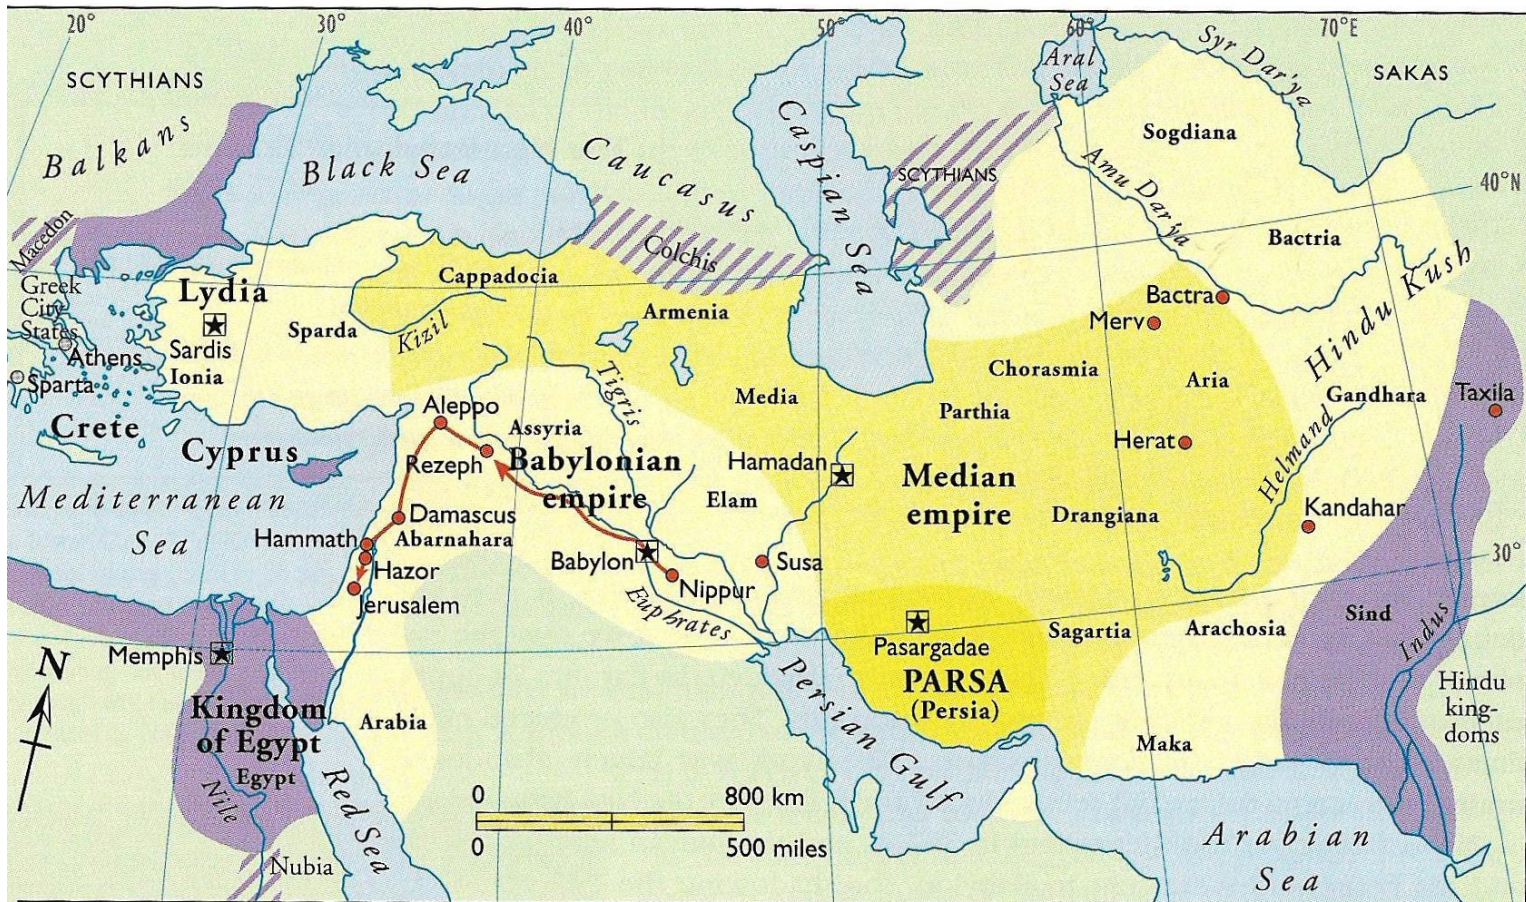 20°
30°
40°
50°
60°
70°E
SCYTHIANS
Balkans
Black Sea
Caucasus
Caspian Sea
Aral
Sea
Syr Dar'ya
SAKAS
Sogdiana
SCYTHIANS
Amu Dar'ya
40°N
Bactria
Macedon
Colchis
Greek
City
States
Lydia
Cappadocia
Armenia
Bactra
Merv
Hindu Kush
Sparda
Kizil
Sardis
Ionia
Athens
Sparta
Tigris
Chorasmia
Aria
Media
Parthia
Gandhara
Taxila
Crete
Cyprus
Aleppo
Assyria
Rezeph
Babylonian
empire
Hamadan
Herat
Helmand
Median
empire
Elam
Mediterranean
Sea
Damascus
Drangiana
Kandahar
Hammath
Abarnahara
Hazor
Jerusalem
Babylon
Nippur
Susa
30°
Euphrates
Sind
Indus
Pasargadae
Sagartia
Arachosia
N
Memphis
PARSA
(Persia)
Persian Gulf
Hindu
king-
doms
Kingdom
of Egypt
Egypt
Arabia
Maka
Nile
Red Sea
0
800 km
0
500 miles
Nubia
Arabian
Sea